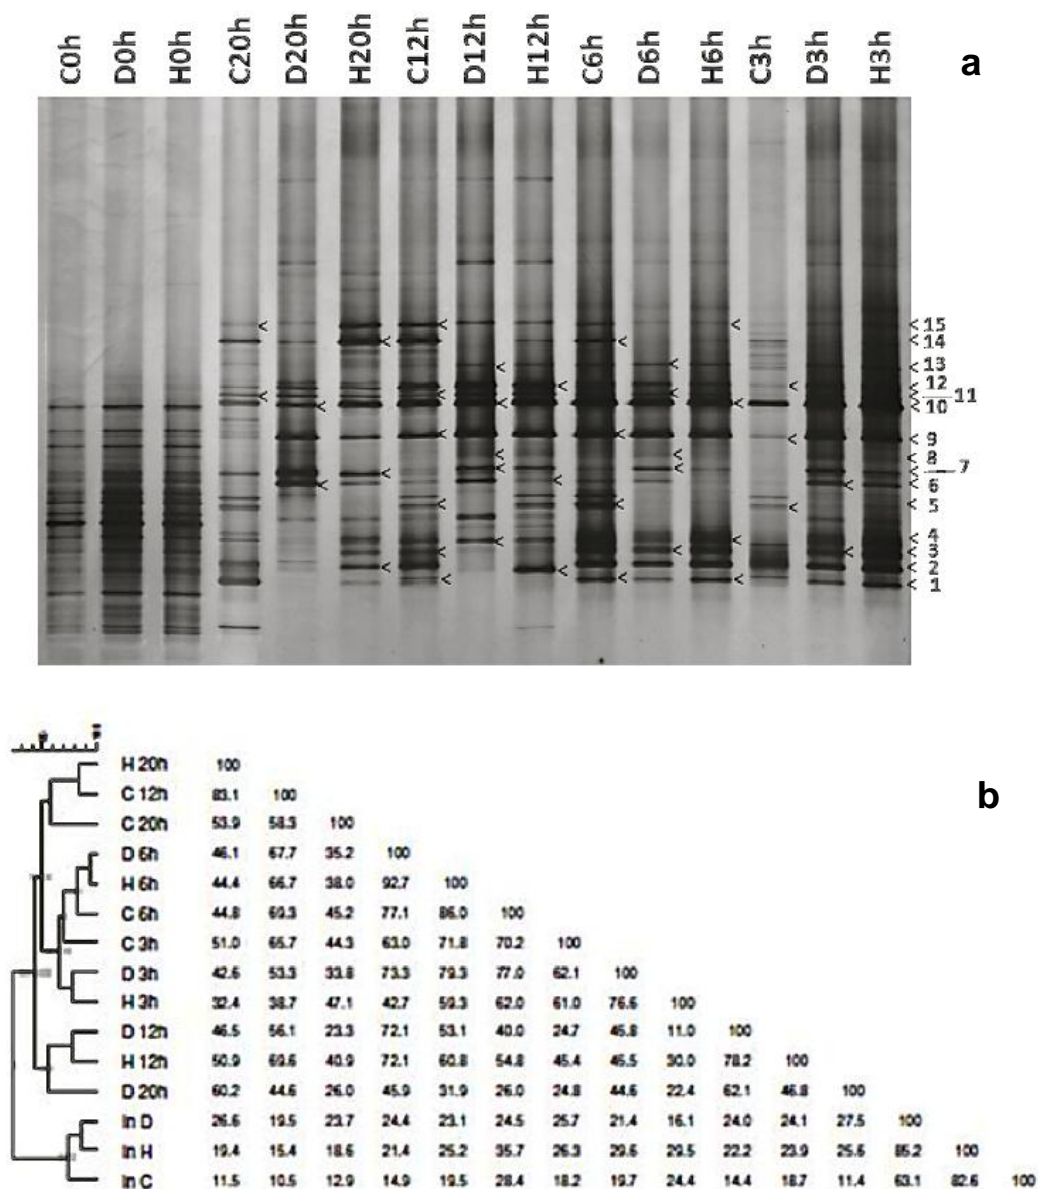 C0h D0h H0h C20h D20h H20h C12h D12h H12h C6h D6h H6h C3h D3h H3h
a
< 15
< 14
< 13
< 12
< 11
< 10
< 9
< 8
< 7
< 6
< 5
< 4
< 3
< 2
< 1
b
H 20h 100
C 12h 83.1 100
C 20h 53.9 58.3 100
D 6h 46.1 67.7 35.2 100
H 6h 44.4 66.7 38.0 92.7 100
C 6h 44.8 69.3 45.2 77.1 86.0 100
C 3h 51.0 65.7 44.3 63.0 71.8 70.2 100
D 3h 42.6 53.3 33.8 73.3 79.3 77.0 62.1 100
H 3h 32.4 38.7 47.1 42.7 59.3 62.0 61.0 76.6 100
D 12h 46.5 56.1 23.3 72.1 53.1 40.0 24.7 45.8 11.0 100
H 12h 50.9 69.6 40.9 72.1 60.8 54.8 45.4 45.5 30.0 78.2 100
D 20h 60.2 44.6 26.0 45.9 31.9 26.0 24.8 44.6 22.4 62.1 46.8 100
In D 26.6 19.5 23.7 24.4 23.1 24.5 25.7 21.4 16.1 24.0 24.1 27.5 100
In H 19.4 15.4 18.6 21.4 25.2 35.7 26.3 29.6 29.5 22.2 23.9 25.6 85.2 100
In C 11.5 10.5 12.9 14.9 19.5 28.4 18.2 19.7 24.4 14.4 18.7 11.4 63.1 82.6 100